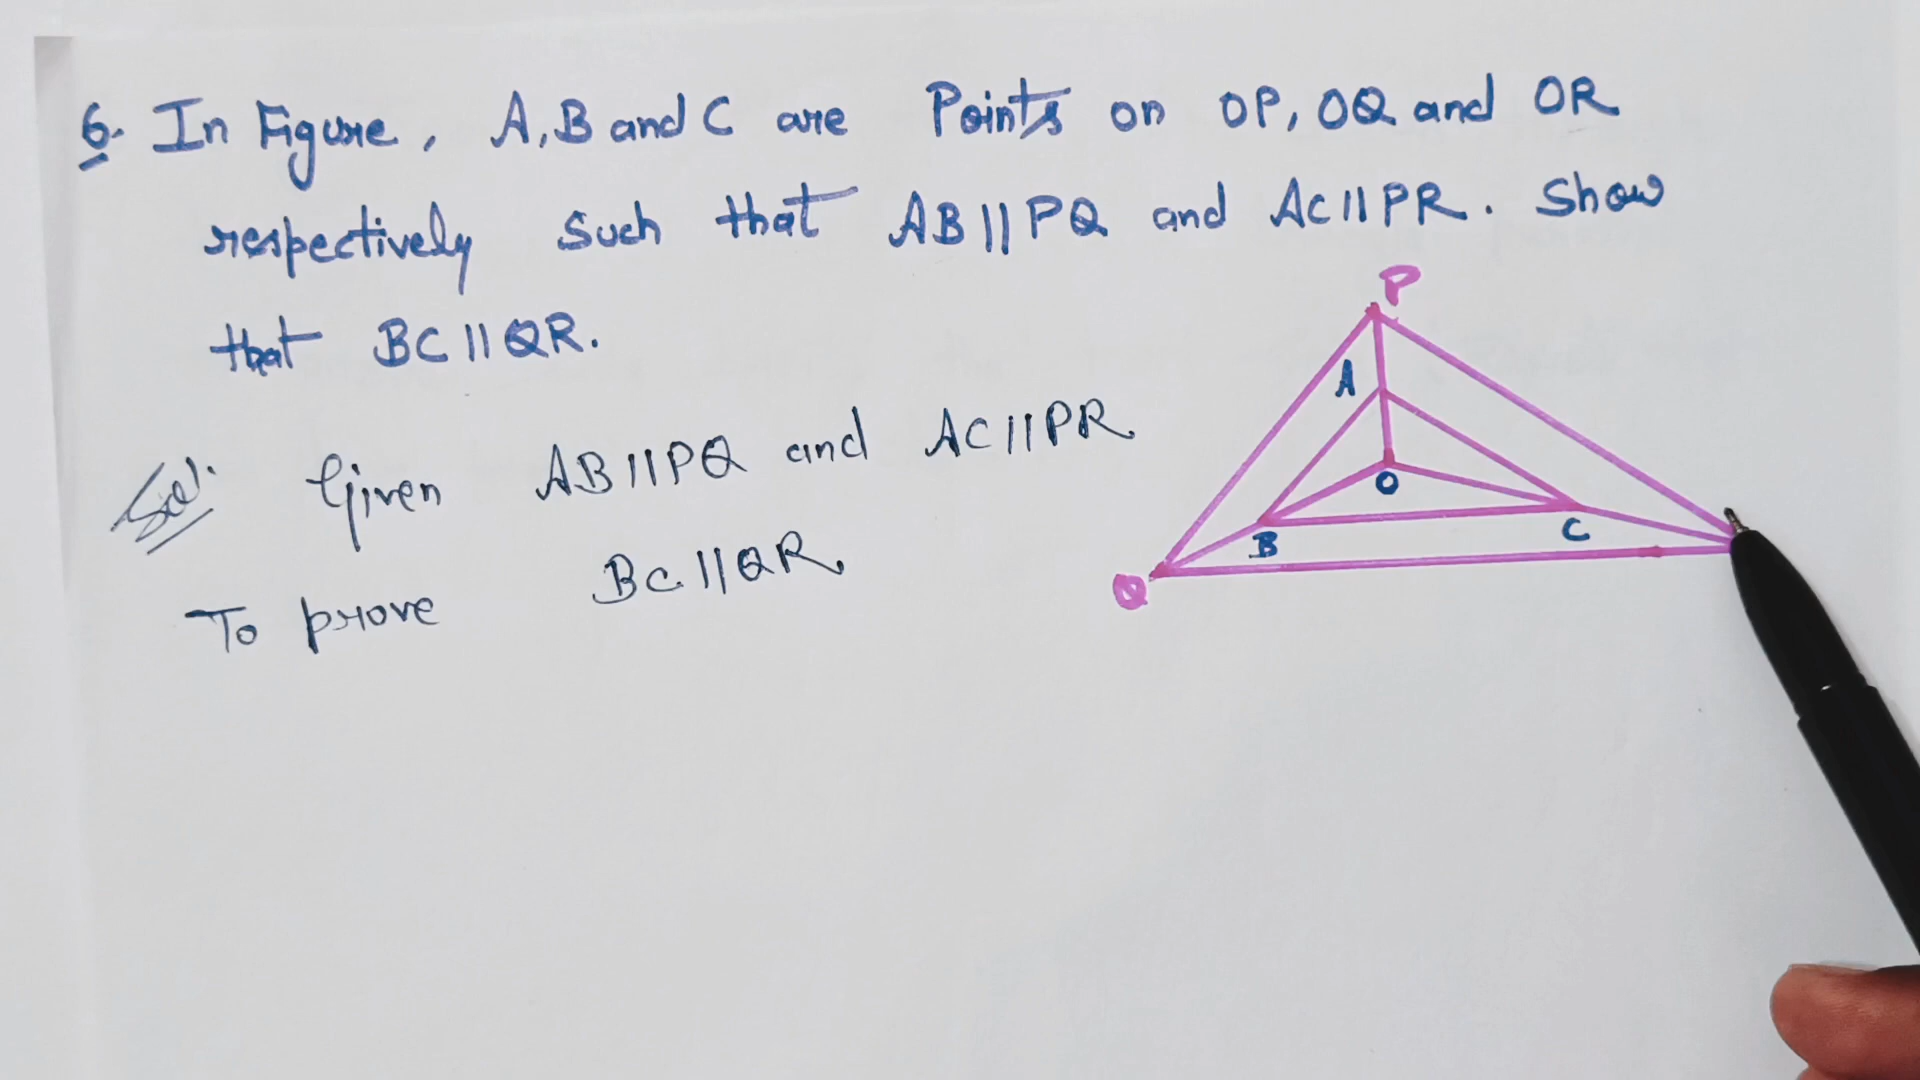 6. In Figure, A, B and C are Points on OP, OQ and OR
respectively such that AB || PQ and AC || PR. Show
that BC || QR.
Sol: Given AB || PQ and AC || PR
To prove BC || QR
P
A
O
B
C
Q